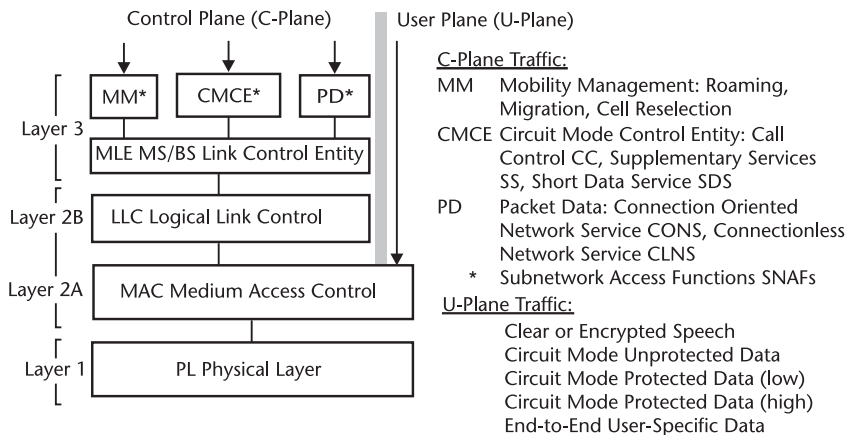 Control Plane (C-Plane)
User Plane (U-Plane)
Layer 3
MM*
CMCE*
PD*
MLE MS/BS Link Control Entity
Layer 2B
LLC Logical Link Control
Layer 2A
MAC Medium Access Control
Layer 1
PL Physical Layer
C-Plane Traffic:
MM Mobility Management: Roaming,
Migration, Cell Reselection
CMCE Circuit Mode Control Entity: Call
Control CC, Supplementary Services
SS, Short Data Service SDS
PD Packet Data: Connection Oriented
Network Service CONS, Connectionless
Network Service CLNS
* Subnetwork Access Functions SNAFs
U-Plane Traffic:
Clear or Encrypted Speech
Circuit Mode Unprotected Data
Circuit Mode Protected Data (low)
Circuit Mode Protected Data (high)
End-to-End User-Specific Data